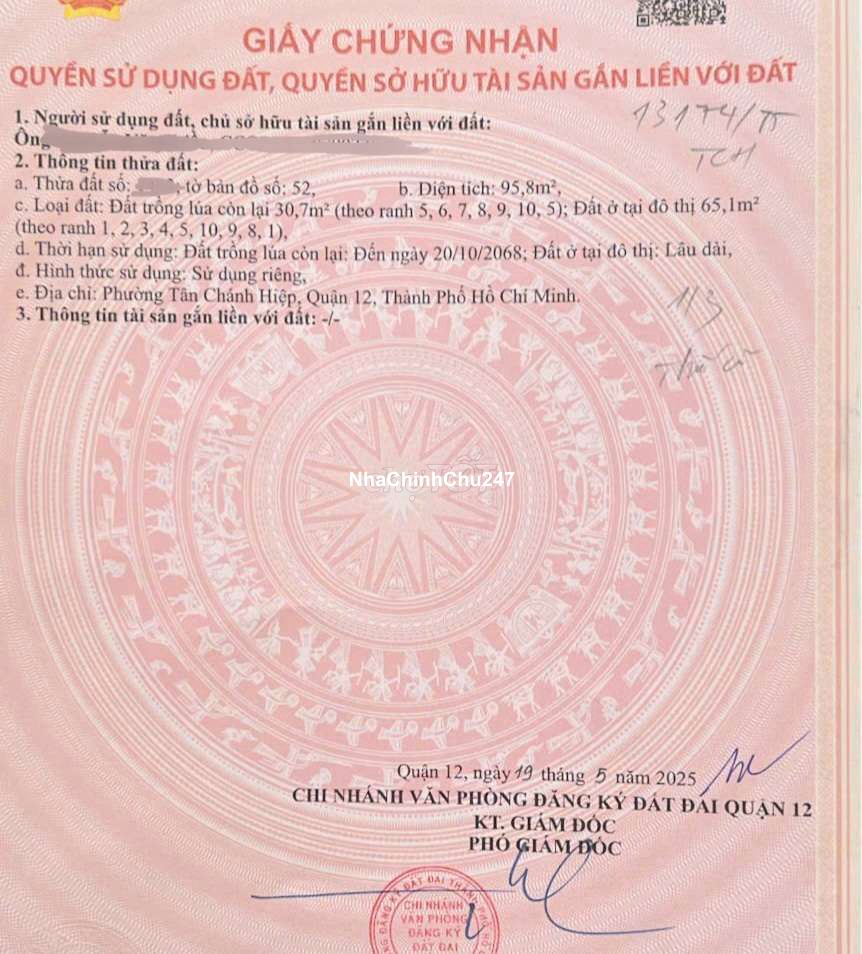 GIẤY CHỨNG NHẬN
QUYỀN SỬ DỤNG ĐẤT, QUYỀN SỞ HỮU TÀI SẢN GẮN LIỀN VỚI ĐẤT
1. Người sử dụng đất, chủ sở hữu tài sản gắn liền với đất:
13174/
TCH
Ông
2. Thông tin thửa đất:
a. Thửa đất số: ; tờ bản đồ số: 52, b. Diện tích: 95,8m²,
c. Loại đất: Đất trồng lúa còn lại 30,7m² (theo ranh 5, 6, 7, 8, 9, 10, 5); Đất ở tại đô thị 65,1m²
(theo ranh 1, 2, 3, 4, 5, 10, 9, 8, 1),
d. Thời hạn sử dụng: Đất trồng lúa còn lại: Đến ngày 20/10/2068; Đất ở tại đô thị: Lâu dài,
đ. Hình thức sử dụng: Sử dụng riêng,
e. Địa chỉ: Phường Tân Chánh Hiệp, Quận 12, Thành Phố Hồ Chí Minh.
3. Thông tin tài sản gắn liền với đất: -/-
1/3
NhaChinhChu247
Quận 12, ngày 19 tháng 5 năm 2025
CHI NHÁNH VĂN PHÒNG ĐĂNG KÝ ĐẤT ĐAI QUẬN 12
KT. GIÁM ĐỐC
PHÓ GIÁM ĐỐC
CHI NHÁNH
VĂN PHÒNG
ĐĂNG KÝ
ĐẤT ĐAI